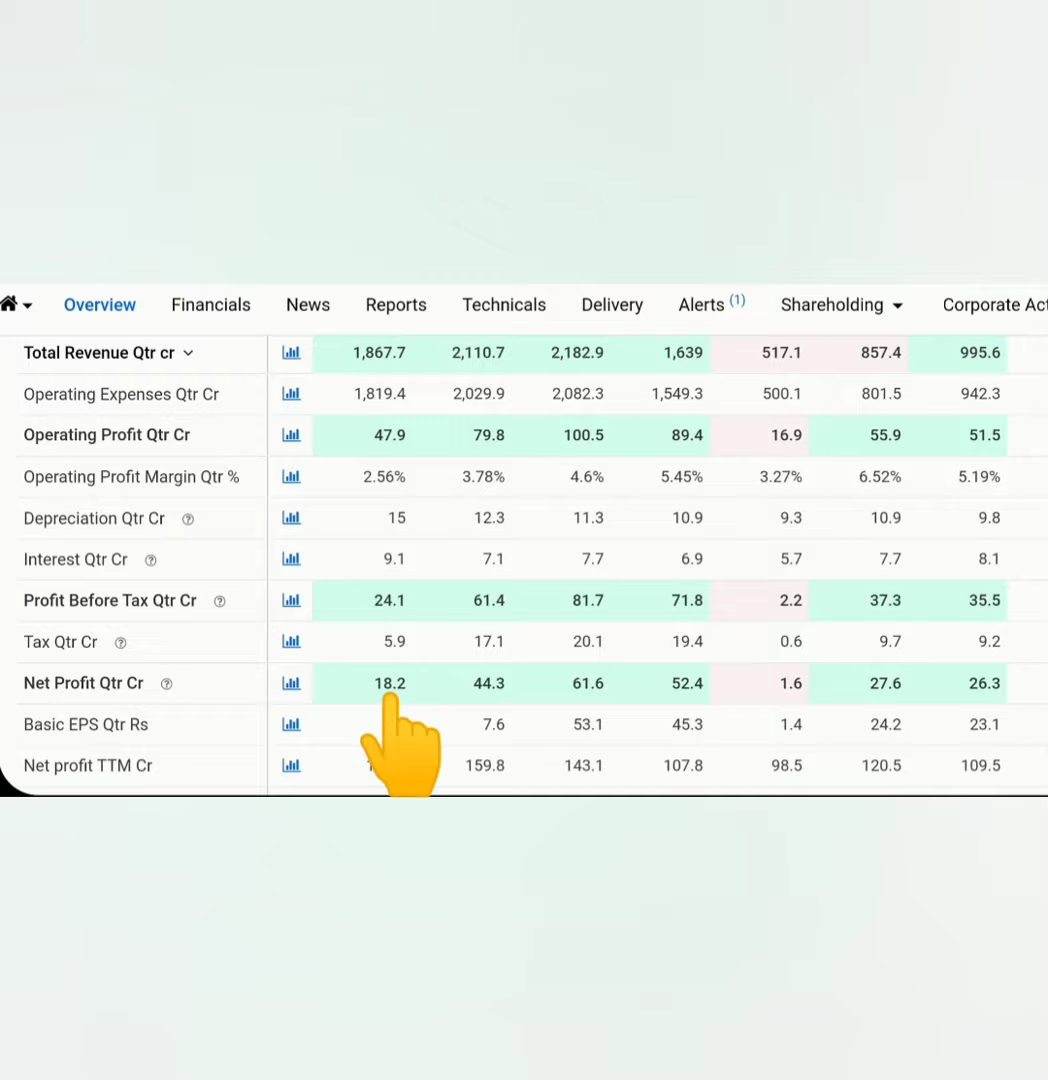 Overview Financials News Reports Technicals Delivery Alerts (1) Shareholding Corporate Act
Total Revenue Qtr cr 1,867.7 2,110.7 2,182.9 1,639 517.1 857.4 995.6
Operating Expenses Qtr Cr 1,819.4 2,029.9 2,082.3 1,549.3 500.1 801.5 942.3
Operating Profit Qtr Cr 47.9 79.8 100.5 89.4 16.9 55.9 51.5
Operating Profit Margin Qtr % 2.56% 3.78% 4.6% 5.45% 3.27% 6.52% 5.19%
Depreciation Qtr Cr 15 12.3 11.3 10.9 9.3 10.9 9.8
Interest Qtr Cr 9.1 7.1 7.7 6.9 5.7 7.7 8.1
Profit Before Tax Qtr Cr 24.1 61.4 81.7 71.8 2.2 37.3 35.5
Tax Qtr Cr 5.9 17.1 20.1 19.4 0.6 9.7 9.2
Net Profit Qtr Cr 18.2 44.3 61.6 52.4 1.6 27.6 26.3
Basic EPS Qtr Rs 7.6 53.1 45.3 1.4 24.2 23.1
Net profit TTM Cr 159.8 143.1 107.8 98.5 120.5 109.5